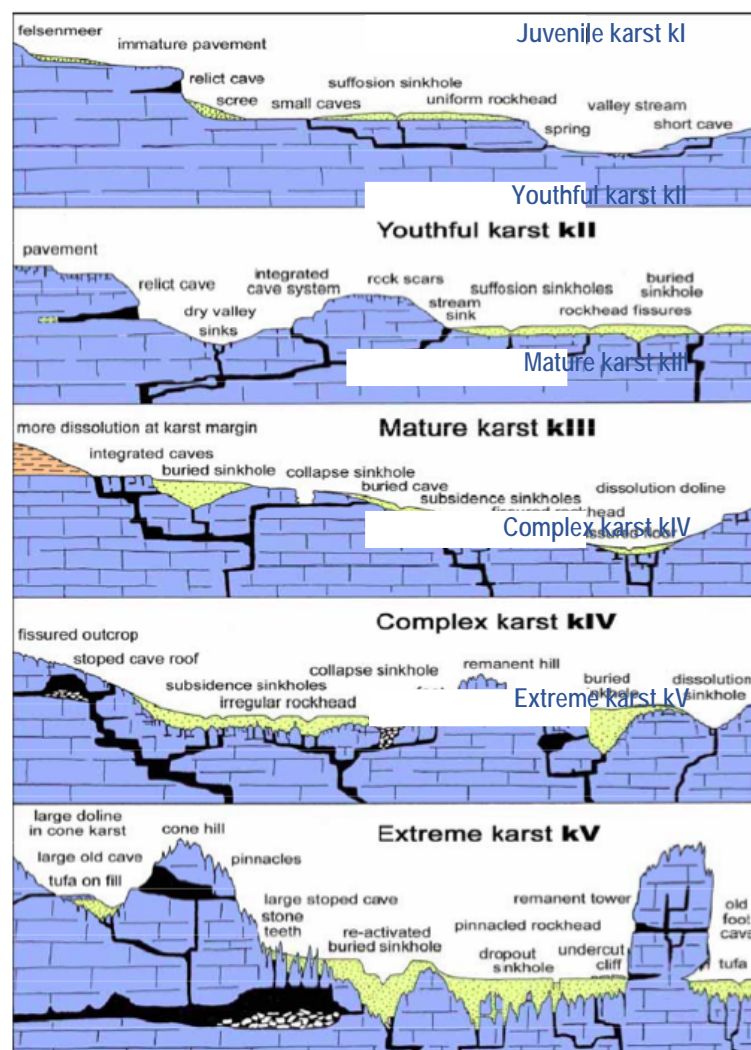 felsenmeer
Juvenile karst kI
immature pavement
relict cave
scree
small caves
suffosion sinkhole
uniform rockhead
spring
valley stream
short cave
Youthful karst kII
Youthful karst kII
pavement
relict cave
dry valley
sinks
integrated
cave system
rock scars
stream
sink
suffosion sinkholes
rockhead fissures
buried
sinkhole
Mature karst kIII
more dissolution at karst margin
Mature karst kIII
integrated caves
buried sinkhole
collapse sinkhole
buried cave
subsidence sinkholes
dissolution doline
Complex karst kIV
Complex karst kIV
fissured outcrop
stoped cave roof
subsidence sinkholes
irregular rockhead
collapse sinkhole
remanent hill
buried
dissolution
sinkhole
Extreme karst kV
large doline
in cone karst
cone hill
Extreme karst kV
large old cave
pinnacles
tufa on fill
large stoped cave
stone
teeth
re-activated
buried sinkhole
remanent tower
pinnacled rockhead
dropout
sinkhole
undercut
cliff
old
foot
cave
tufa